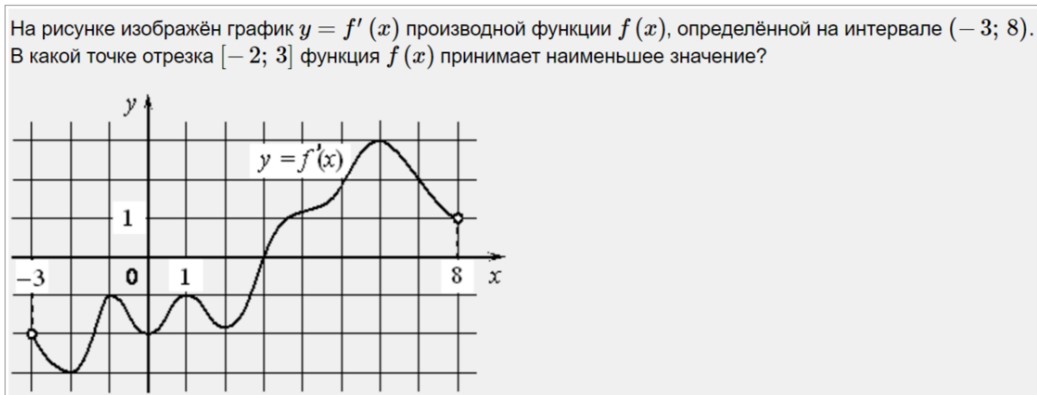 На рисунке изображён график y = f′ (x) производной функции f (x), определённой на интервале (− 3; 8).
В какой точке отрезка [− 2; 3] функция f (x) принимает наименьшее значение?
y
y = f′(x)
1
−3 0 1 8 x